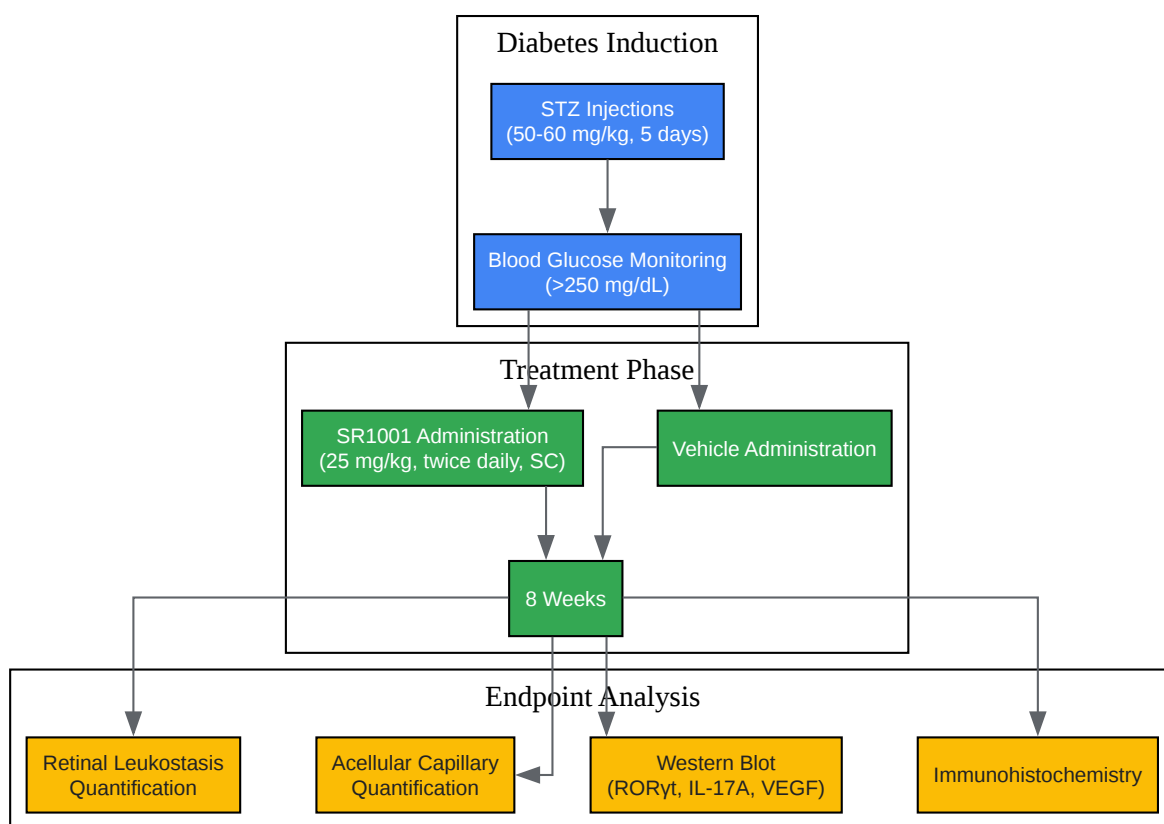 Diabetes Induction
STZ Injections
(50-60 mg/kg, 5 days)
Blood Glucose Monitoring
(>250 mg/dL)
Treatment Phase
SR1001 Administration
(25 mg/kg, twice daily, SC)
Vehicle Administration
8 Weeks
Endpoint Analysis
Retinal Leukostasis
Quantification
Acellular Capillary
Quantification
Western Blot
(RORγt, IL-17A, VEGF)
Immunohistochemistry